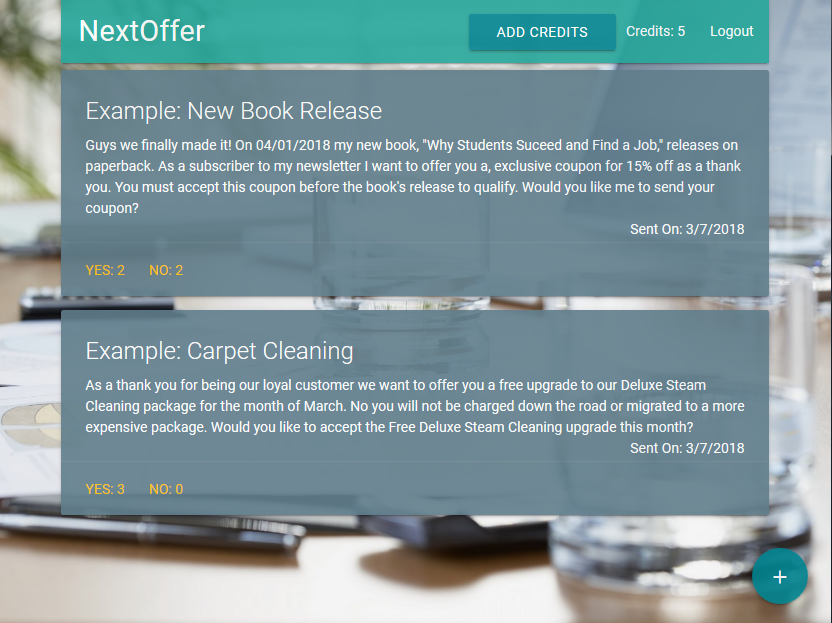 NextOffer
ADD CREDITS
Credits: 5
Logout
Example: New Book Release
Guys we finally made it! On 04/01/2018 my new book, "Why Students Suceed and Find a Job," releases on
paperback. As a subscriber to my newsletter I want to offer you a, exclusive coupon for 15% off as a thank
you. You must accept this coupon before the book's release to qualify. Would you like me to send your
coupon?
Sent On: 3/7/2018
YES: 2 NO: 2
Example: Carpet Cleaning
As a thank you for being our loyal customer we want to offer you a free upgrade to our Deluxe Steam
Cleaning package for the month of March. No you will not be charged down the road or migrated to a more
expensive package. Would you like to accept the Free Deluxe Steam Cleaning upgrade this month?
Sent On: 3/7/2018
YES: 3 NO: 0
+